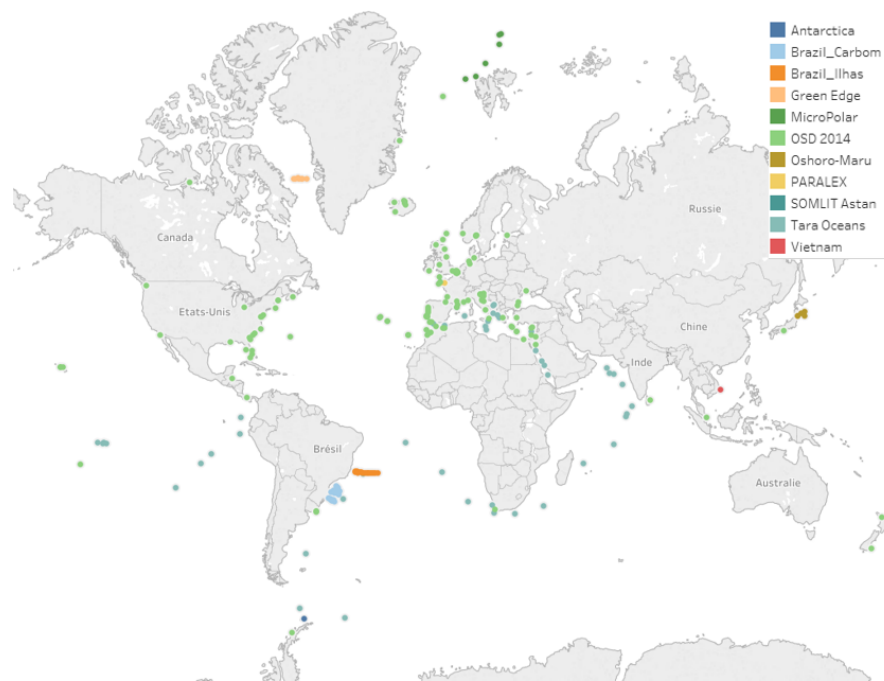 Antarctica
Brazil_Carbom
Brazil_Ilhas
Green Edge
MicroPolar
OSD 2014
Oshoro-Maru
PARALEX
SOMLIT Astan
Tara Oceans
Vietnam
Russie
Canada
Etats-Unis
Chine
Inde
Brésil
Australie